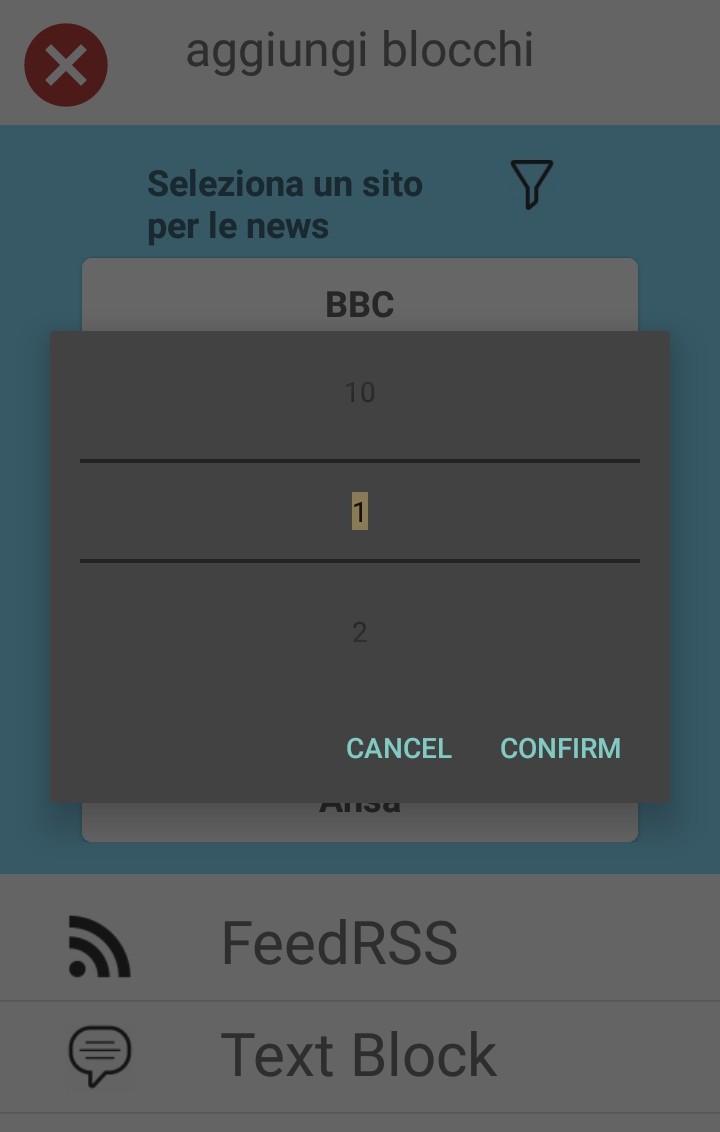 aggiungi blocchi
Seleziona un sito
per le news
BBC
10
1
2
CANCEL CONFIRM
Ansa
FeedRSS
Text Block